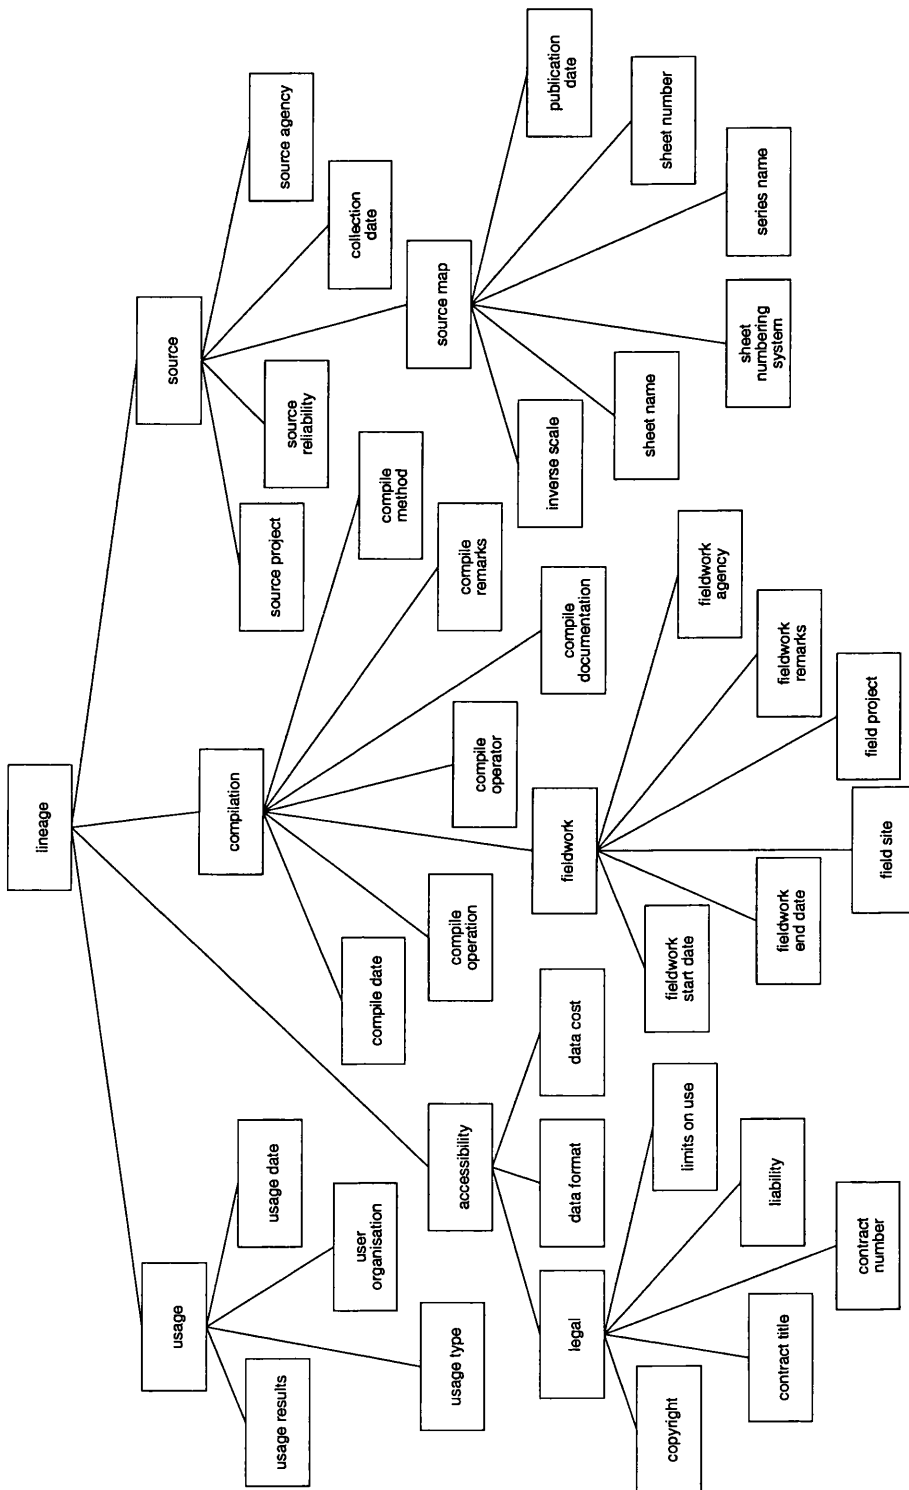 lineage
usage
usage results
usage date
user
organisation
usage type
accessibility
legal
data format
data cost
copyright
contract title
contract
number
liability
limits on use
compilation
compile date
compile
operation
compile
operator
compile
documentation
compile
remarks
compile
method
fieldwork
fieldwork
start date
fieldwork
end date
field site
field project
fieldwork
remarks
fieldwork
agency
source
source project
source
reliability
collection
date
source agency
source map
inverse scale
sheet name
sheet
numbering
system
series name
sheet number
publication
date